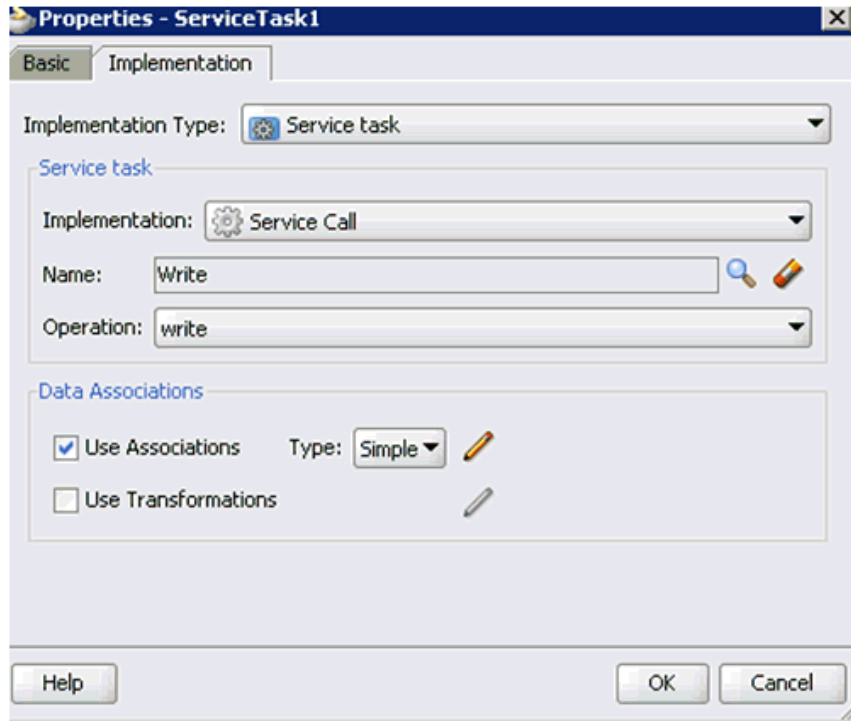 Properties - ServiceTask1
Basic Implementation
Implementation Type: Service task
Service task
Implementation: Service Call
Name: Write
Operation: write
Data Associations
Use Associations Type: Simple
Use Transformations
Help OK Cancel